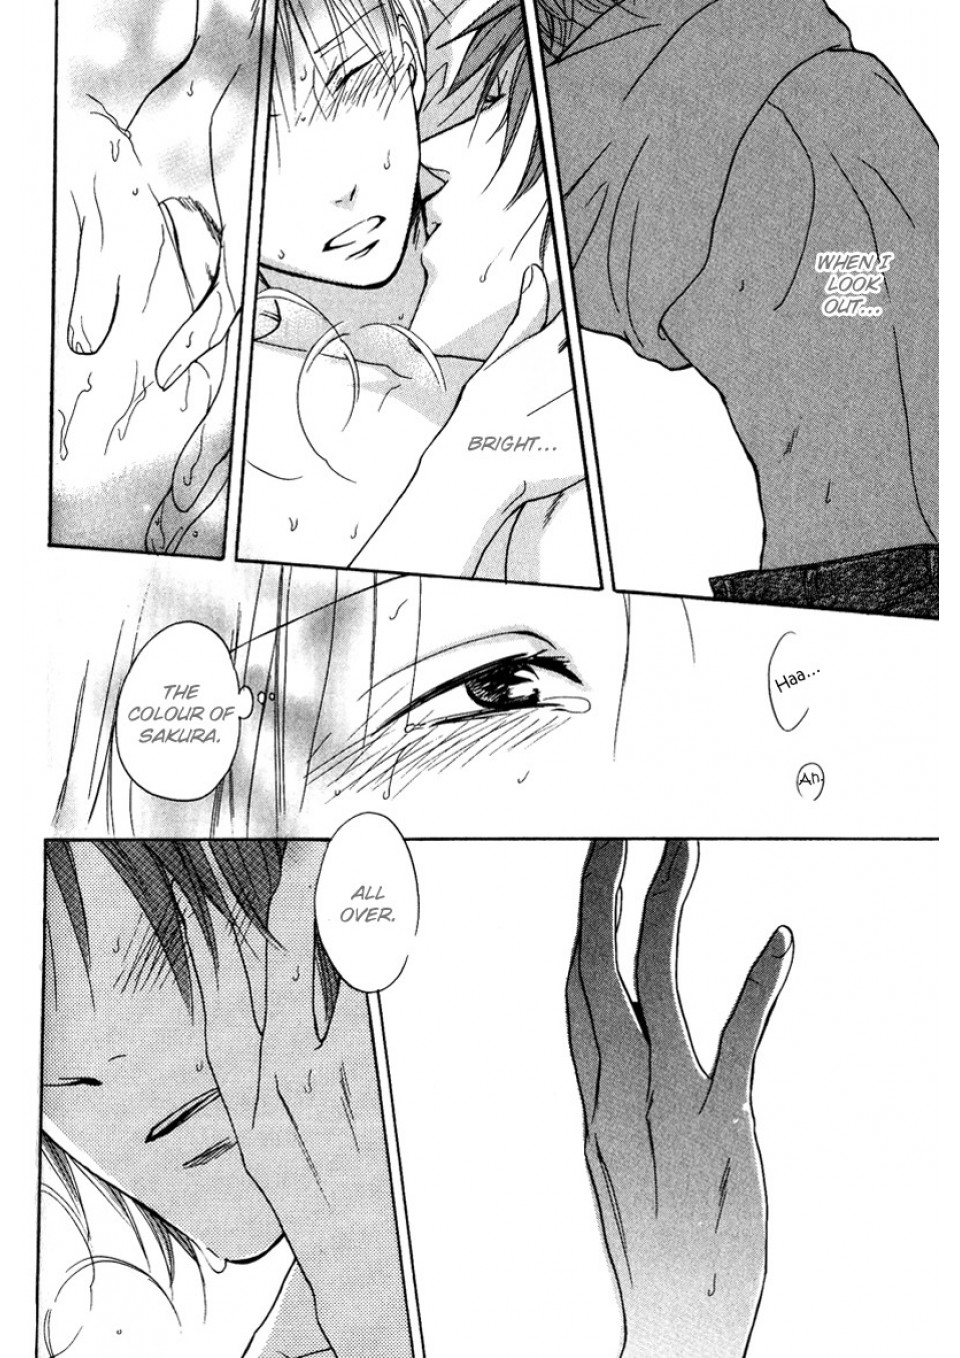 WHEN I
LOOK
OUT...
BRIGHT...
Haa...
Ah.
THE
COLOUR OF
SAKURA.
ALL
OVER.